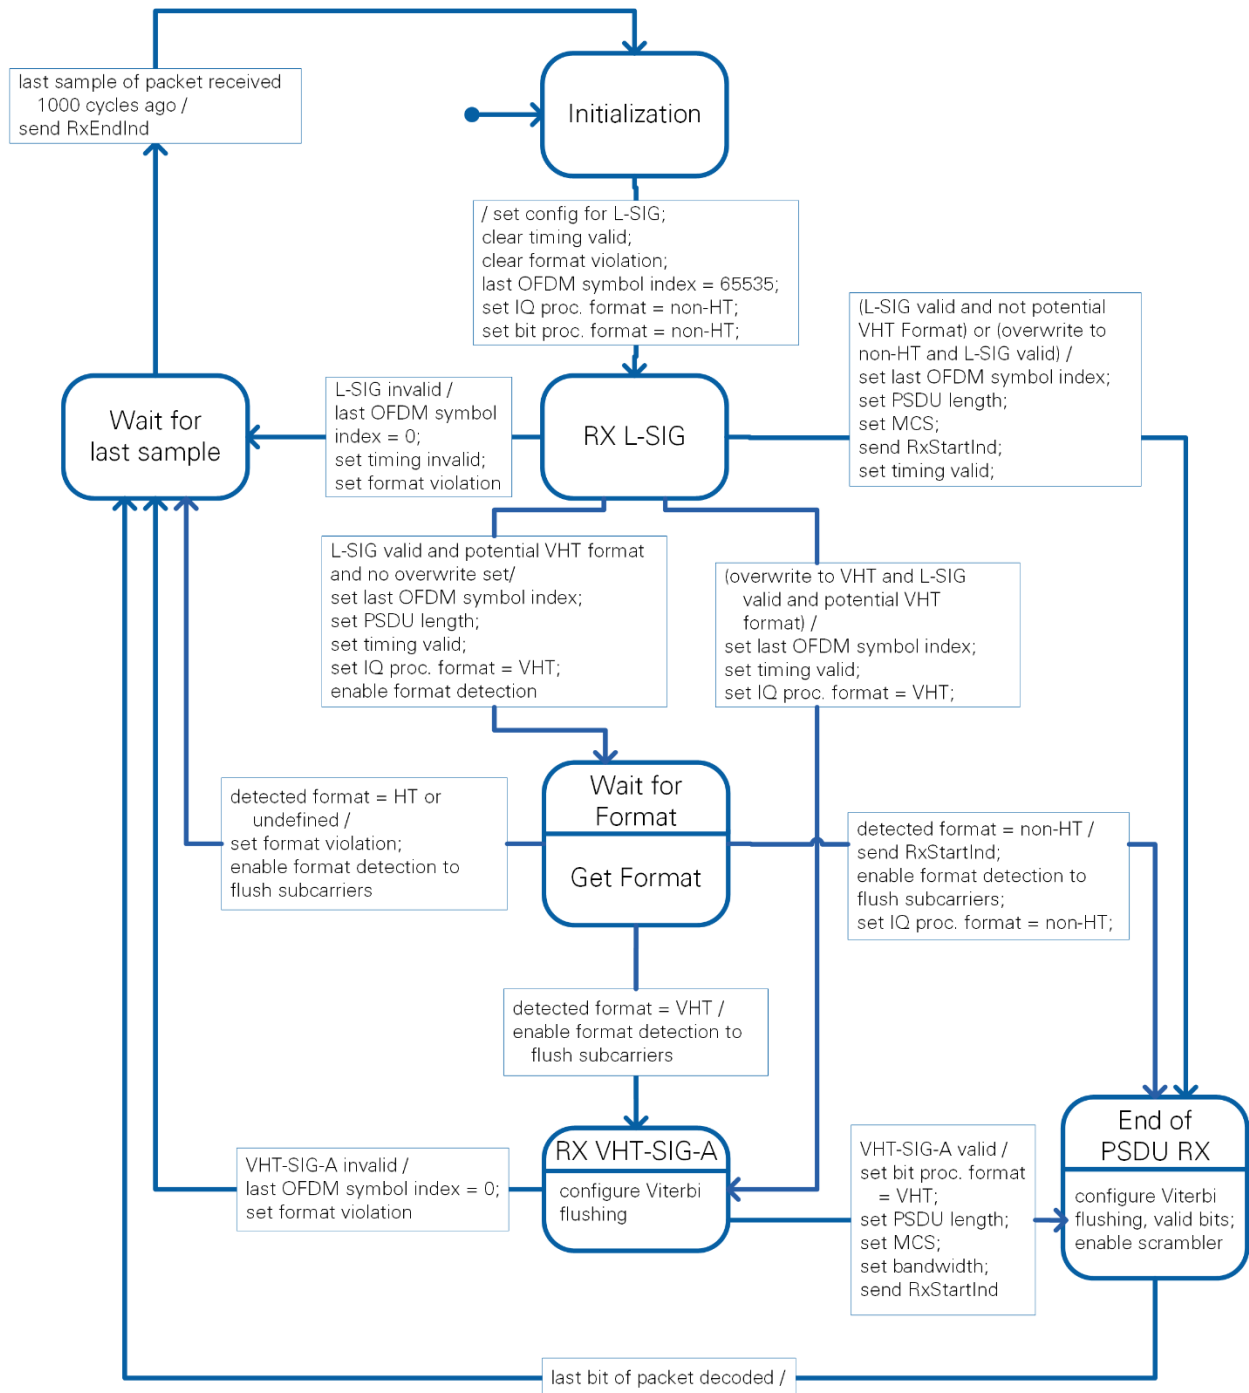 last sample of packet received
1000 cycles ago /
send RxEndInd
Initialization
/ set config for L-SIG;
clear timing valid;
clear format violation;
last OFDM symbol index = 65535;
set IQ proc. format = non-HT;
set bit proc. format = non-HT;
(L-SIG valid and not potential
VHT Format) or (overwrite to
non-HT and L-SIG valid) /
set last OFDM symbol index;
set PSDU length;
set MCS;
send RxStartInd;
set timing valid;
Wait for
last sample
L-SIG invalid /
last OFDM symbol
index = 0;
set timing invalid;
set format violation
RX L-SIG
L-SIG valid and potential VHT format
and no overwrite set/
set last OFDM symbol index;
set PSDU length;
set timing valid;
set IQ proc. format = VHT;
enable format detection
(overwrite to VHT and L-SIG
valid and potential VHT
format) /
set last OFDM symbol index;
set timing valid;
set IQ proc. format = VHT;
Wait for
Format
Get Format
detected format = HT or
undefined /
set format violation;
enable format detection to
flush subcarriers
detected format = non-HT /
send RxStartInd;
enable format detection to
flush subcarriers;
set IQ proc. format = non-HT;
detected format = VHT /
enable format detection to
flush subcarriers
RX VHT-SIG-A
configure Viterbi
flushing
VHT-SIG-A invalid /
last OFDM symbol index = 0;
set format violation
VHT-SIG-A valid /
set bit proc. format
= VHT;
set PSDU length;
set MCS;
set bandwidth;
send RxStartInd
End of
PSDU RX
configure Viterbi
flushing, valid bits;
enable scrambler
last bit of packet decoded /